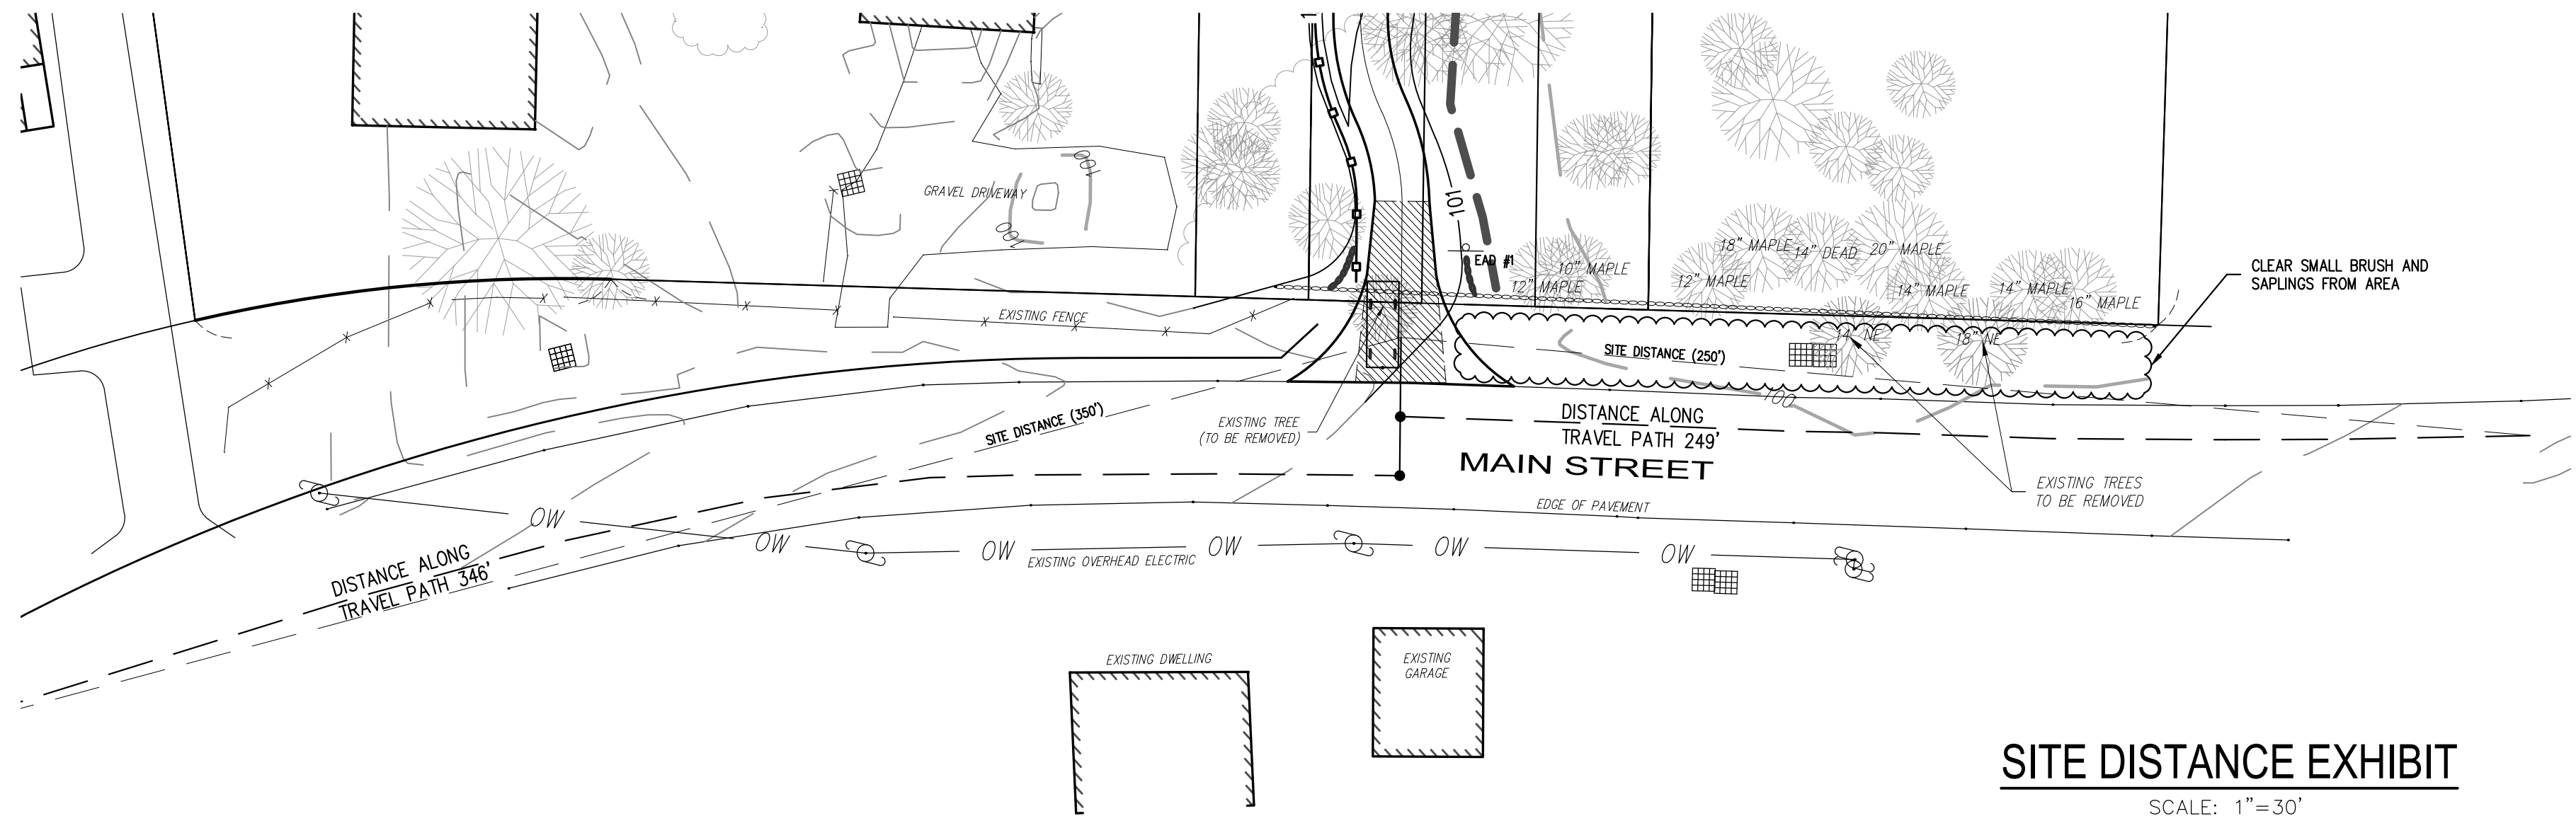 GRAVEL DRIVEWAY
101
EAD #1
18" MAPLE
14" DEAD
20" MAPLE
10" MAPLE
12" MAPLE
12" MAPLE
14" MAPLE
14" MAPLE
16" MAPLE
CLEAR SMALL BRUSH AND
SAPLINGS FROM AREA
EXISTING FENCE
14" NE
18" NE
SITE DISTANCE (250')
SITE DISTANCE (350')
EXISTING TREE
(TO BE REMOVED)
DISTANCE ALONG
TRAVEL PATH 249'
100
MAIN STREET
EXISTING TREES
TO BE REMOVED
EDGE OF PAVEMENT
OW
OW
OW
OW
OW
OW
EXISTING OVERHEAD ELECTRIC
DISTANCE ALONG
TRAVEL PATH 346'
EXISTING DWELLING
EXISTING
GARAGE
SITE DISTANCE EXHIBIT
SCALE: 1"=30'